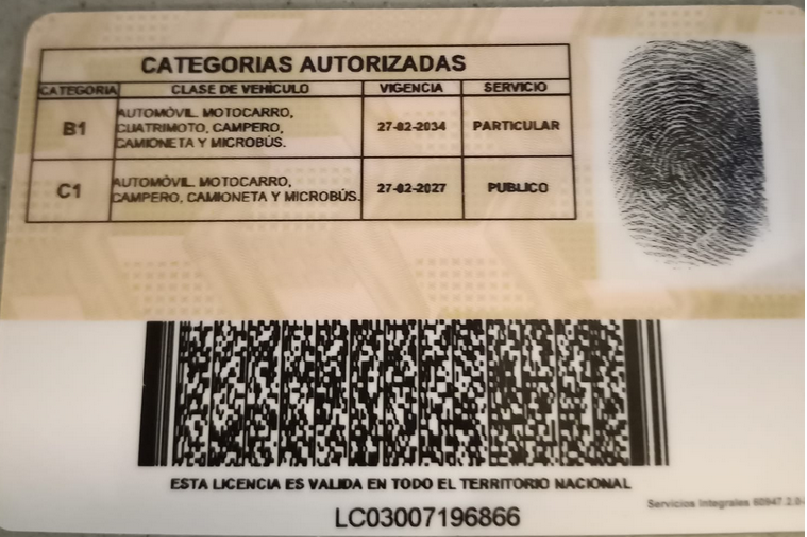 CATEGORIAS AUTORIZADAS
CATEGORIA CLASE DE VEHÍCULO VIGENCIA SERVICIO
B1 AUTOMÓVIL, MOTOCARRO, CUATRIMOTO, CAMPERO, CAMIONETA Y MICROBÚS. 27-02-2034 PARTICULAR
C1 AUTOMÓVIL, MOTOCARRO, CAMPERO, CAMIONETA Y MICROBÚS. 27-02-2027 PUBLICO
ESTA LICENCIA ES VALIDA EN TODO EL TERRITORIO NACIONAL
Servicios Integrales
LC03007196866